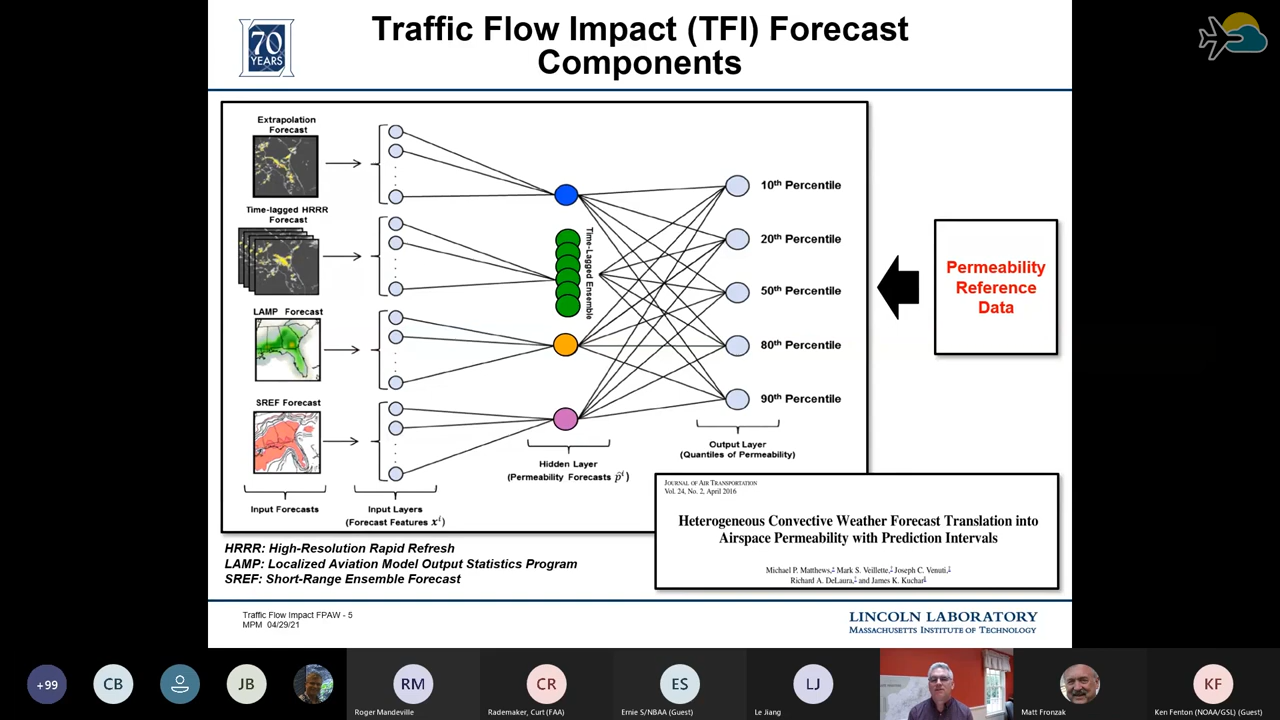 70
YEARS
Traffic Flow Impact (TFI) Forecast
Components
Extrapolation
Forecast
Time-lagged HRRR
Forecast
LAMP Forecast
SREF Forecast
Input Forecasts
Input Layers
(Forecast Features xⁱ)
Time-Lagged Ensemble
Hidden Layer
(Permeability Forecasts p̂ⁱ)
10th Percentile
20th Percentile
50th Percentile
80th Percentile
90th Percentile
Output Layer
(Quantiles of Permeability)
Permeability
Reference
Data
JOURNAL OF AIR TRANSPORTATION
Vol. 24, No. 2, April 2016
Heterogeneous Convective Weather Forecast Translation into
Airspace Permeability with Prediction Intervals
Michael P. Matthews, Mark S. Veillette, Joseph C. Venuti,
Richard A. DeLaura, and James K. Kuchar
HRRR: High-Resolution Rapid Refresh
LAMP: Localized Aviation Model Output Statistics Program
SREF: Short-Range Ensemble Forecast
Traffic Flow Impact FPAW - 5
MPM 04/29/21
LINCOLN LABORATORY
MASSACHUSETTS INSTITUTE OF TECHNOLOGY
+99
CB
JB
RM
CR
ES
LJ
KF
Roger Mandeville
Rademaker, Curt (FAA)
Ernie S/NBAA (Guest)
Le Jiang
Matt Fronzak
Ken Fenton (NOAA/GSL) (Guest)